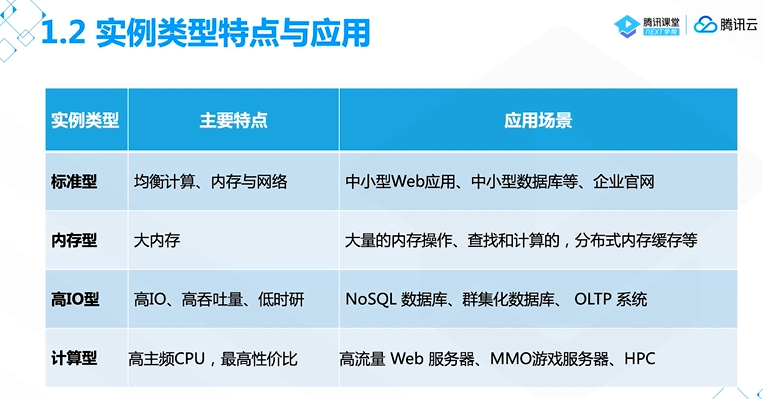 1.2 实例类型特点与应用
腾讯课堂
NEXT学院
腾讯云
实例类型 主要特点 应用场景
标准型 均衡计算、内存与网络 中小型Web应用、中小型数据库等、企业官网
内存型 大内存 大量的内存操作、查找和计算的，分布式内存缓存等
高IO型 高IO、高吞吐量、低时研 NoSQL 数据库、群集化数据库、 OLTP 系统
计算型 高主频CPU，最高性价比 高流量 Web 服务器、MMO游戏服务器、HPC